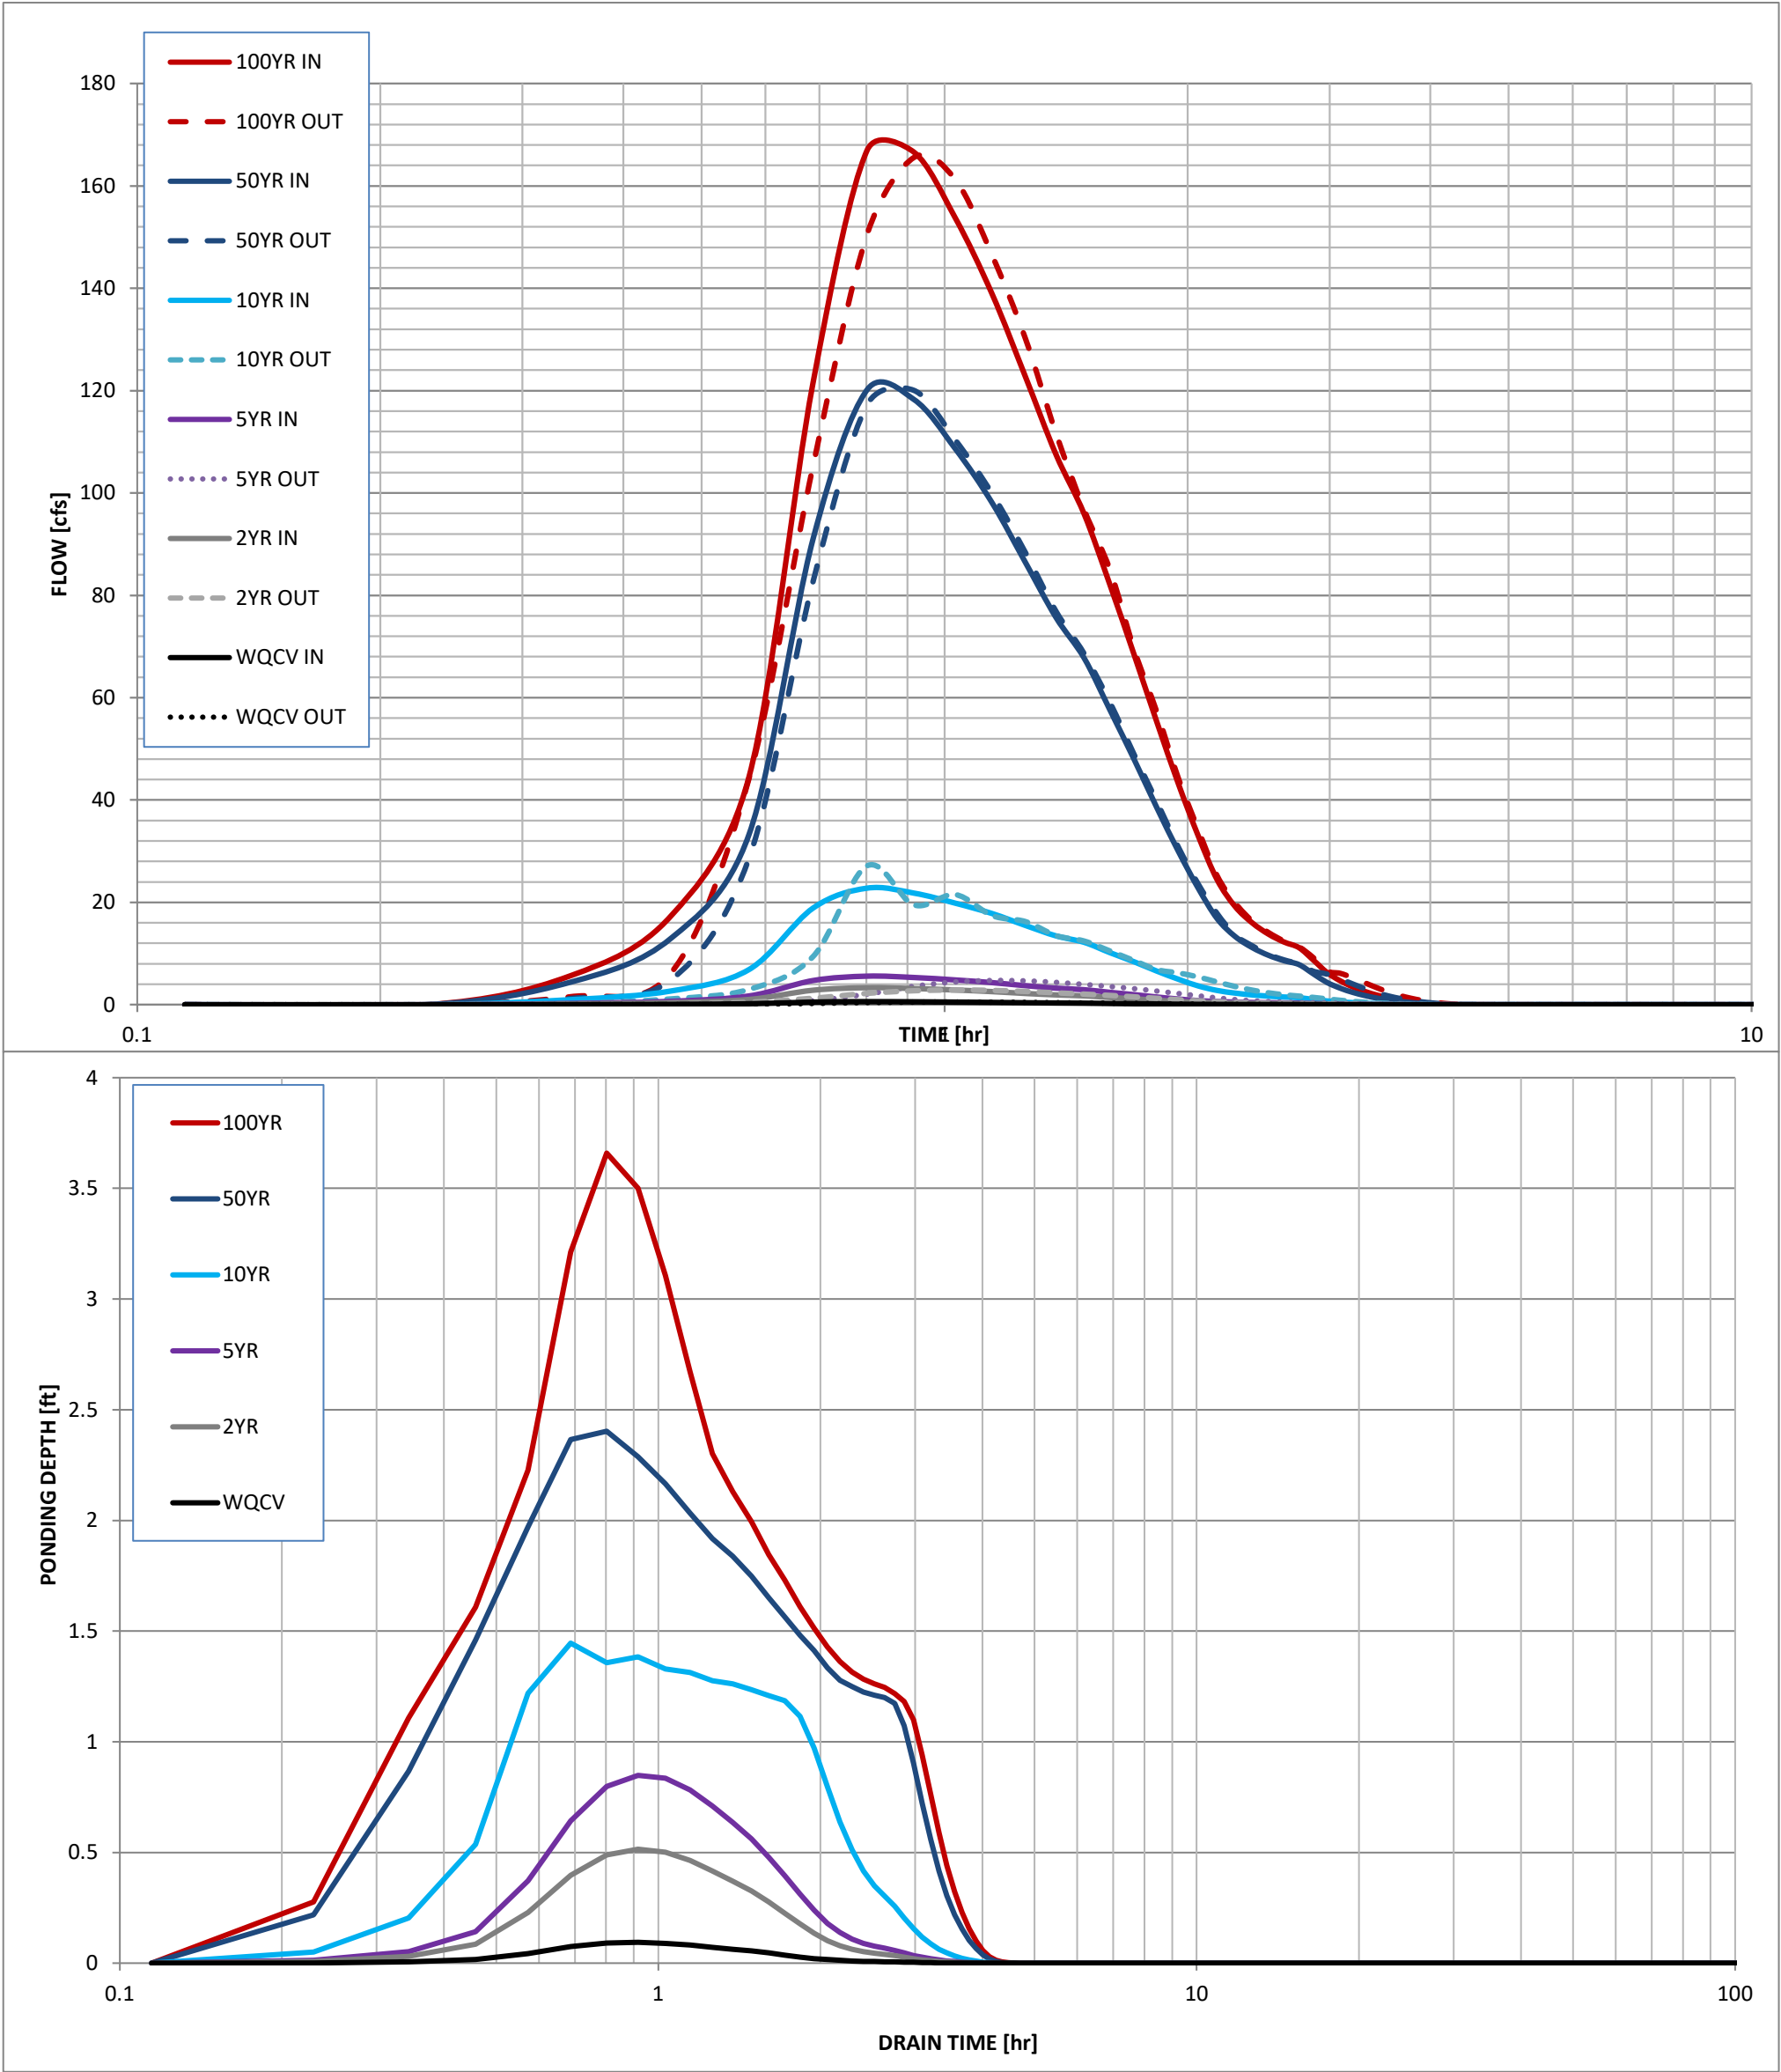 100YR IN
100YR OUT
50YR IN
50YR OUT
10YR IN
10YR OUT
5YR IN
5YR OUT
2YR IN
2YR OUT
WQCV IN
WQCV OUT
FLOW [cfs]
180
160
140
120
100
80
60
40
20
0
0.1
1
10
TIME [hr]
100YR
50YR
10YR
5YR
2YR
WQCV
PONDING DEPTH [ft]
4
3.5
3
2.5
2
1.5
1
0.5
0
0.1
1
10
100
DRAIN TIME [hr]